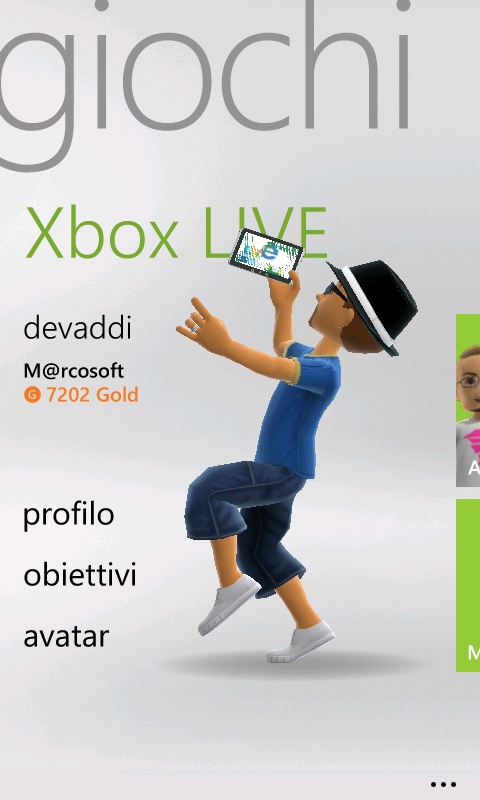 giochi
Xbox LIVE
devaddi
M@rcosoft
G 7202 Gold
profilo
obiettivi
avatar
A
M